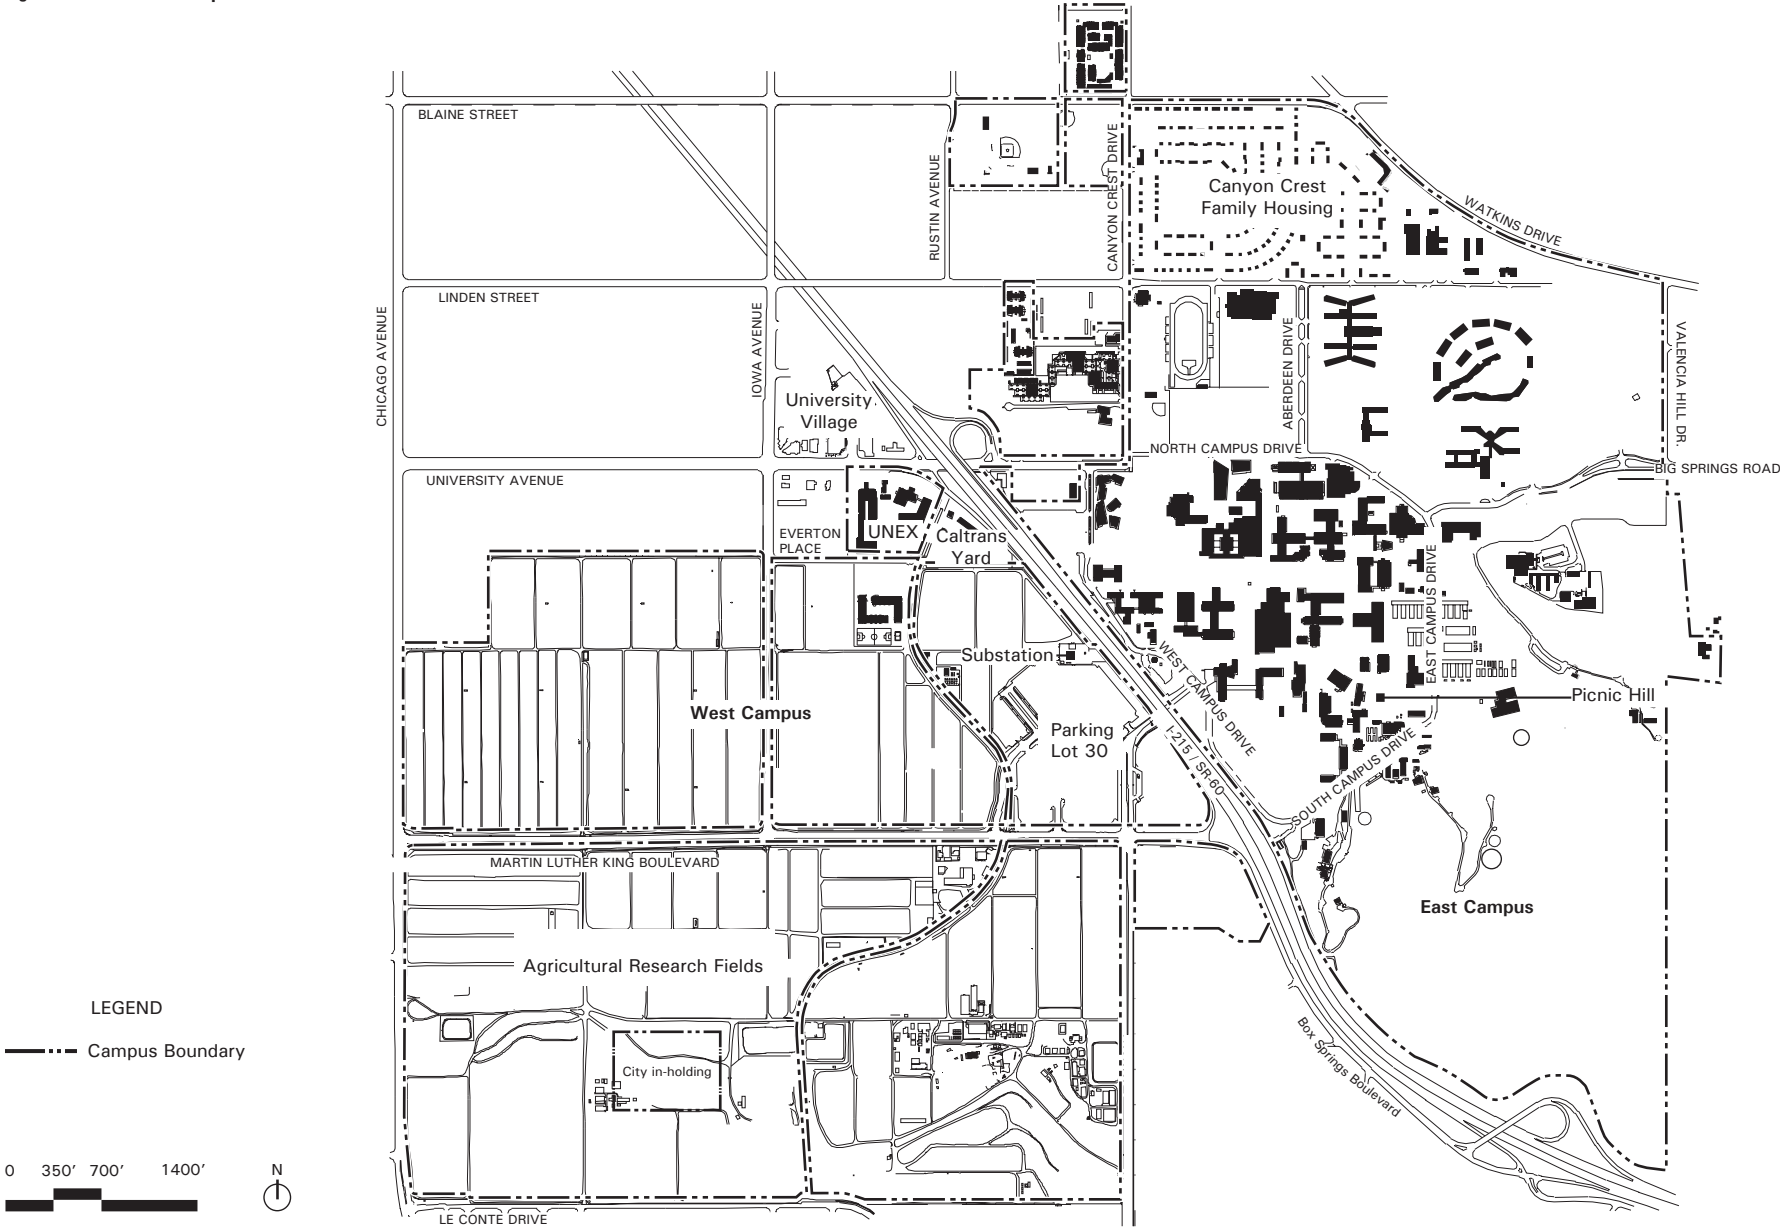 BLAINE STREET
RUSTIN AVENUE
CANYON CREST DRIVE
Canyon Crest
Family Housing
WATKINS DRIVE
LINDEN STREET
CHICAGO AVENUE
IOWA AVENUE
ABERDEEN DRIVE
VALENCIA HILL DR.
University
Village
NORTH CAMPUS DRIVE
BIG SPRINGS ROAD
UNIVERSITY AVENUE
EVERTON
PLACE
UNEX
Caltrans
Yard
EAST CAMPUS DRIVE
Substation
WEST CAMPUS DRIVE
Picnic Hill
West Campus
Parking
Lot 30
I-215 / SR-60
SOUTH CAMPUS DRIVE
MARTIN LUTHER KING BOULEVARD
East Campus
Agricultural Research Fields
LEGEND
Campus Boundary
City in-holding
Box Springs Boulevard
0 350' 700' 1400'
N
LE CONTE DRIVE